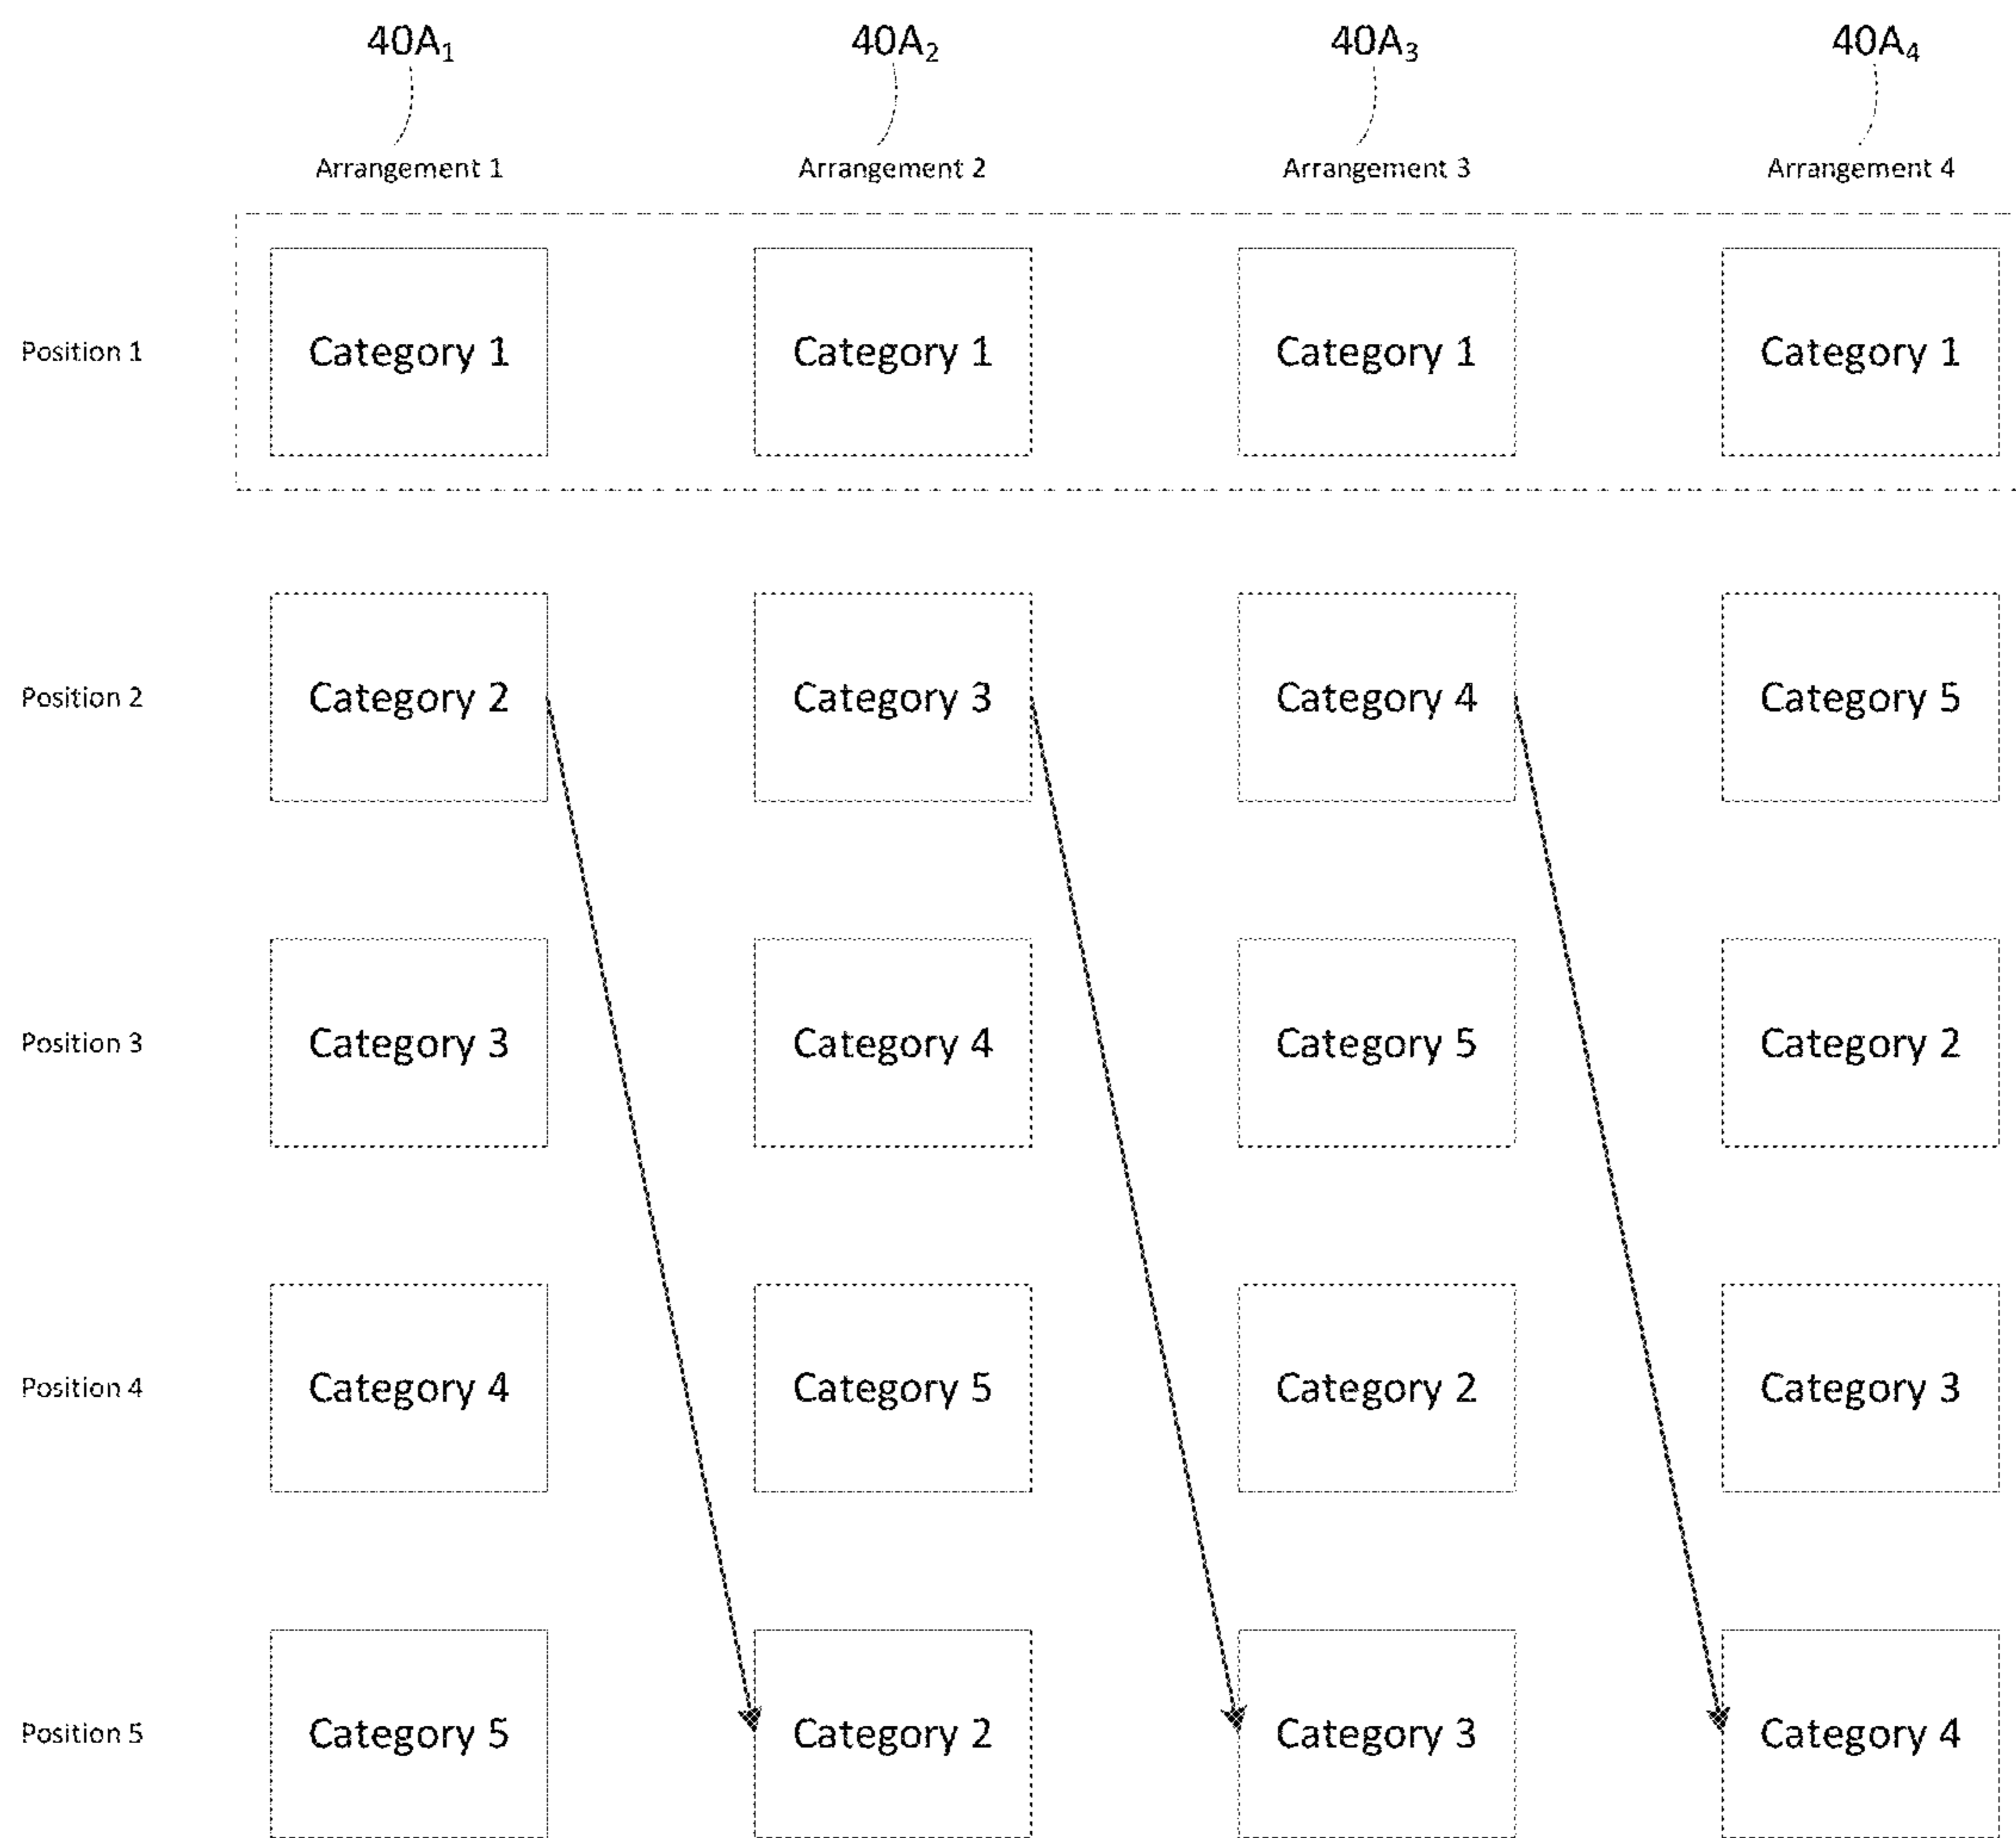 40A₁ 40A₂ 40A₃ 40A₄
Arrangement 1 Arrangement 2 Arrangement 3 Arrangement 4
Position 1 Category 1 Category 1 Category 1 Category 1
Position 2 Category 2 Category 3 Category 4 Category 5
Position 3 Category 3 Category 4 Category 5 Category 2
Position 4 Category 4 Category 5 Category 2 Category 3
Position 5 Category 5 Category 2 Category 3 Category 4